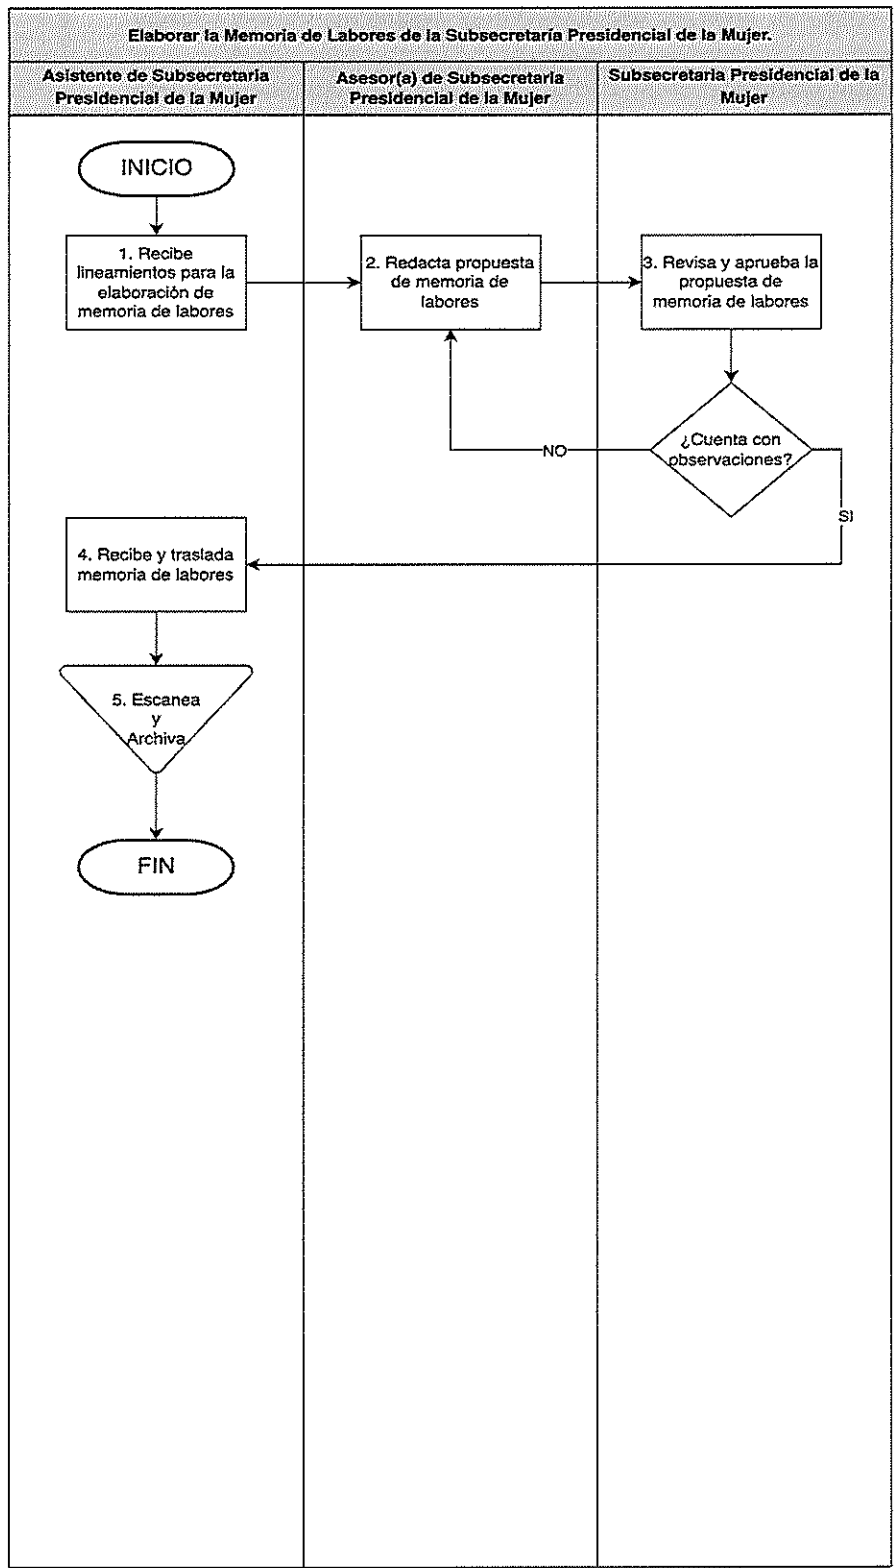 Elaborar la Memoria de Labores de la Subsecretaría Presidencial de la Mujer.
Asistente de Subsecretaria
Presidencial de la Mujer
Asesor(a) de Subsecretaria
Presidencial de la Mujer
Subsecretaria Presidencial de la
Mujer
INICIO
1. Recibe
lineamientos para la
elaboración de
memoria de labores
2. Redacta propuesta
de memoria de
labores
3. Revisa y aprueba la
propuesta de
memoria de labores
¿Cuenta con
observaciones?
NO
SI
4. Recibe y traslada
memoria de labores
5. Escanea
y
Archiva
FIN